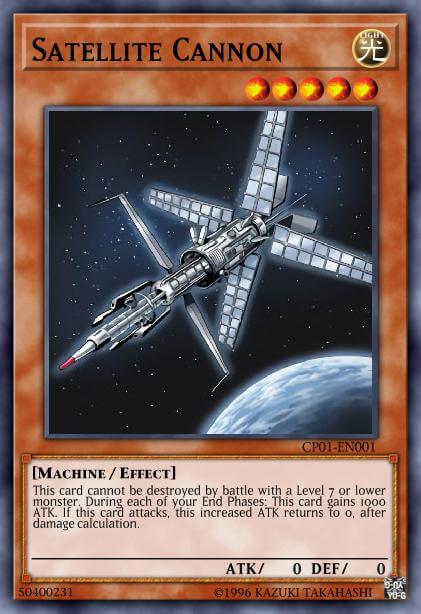 SATELLITE CANNON
LIGHT
光
CP01-EN001
[MACHINE / EFFECT]
This card cannot be destroyed by battle with a Level 7 or lower
monster. During each of your End Phases: This card gains 1000
ATK. If this card attacks, this increased ATK returns to 0, after
damage calculation.
ATK/ 0 DEF/ 0
50400231 ©1996 KAZUKI TAKAHASHI